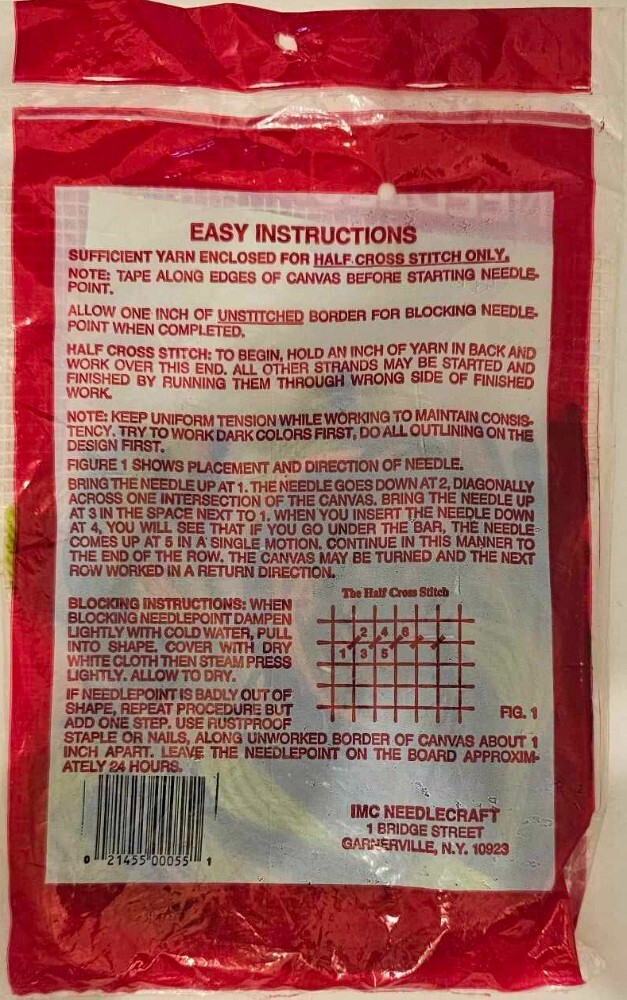 EASY INSTRUCTIONS
SUFFICIENT YARN ENCLOSED FOR HALF CROSS STITCH ONLY.
NOTE: TAPE ALONG EDGES OF CANVAS BEFORE STARTING NEEDLE-
POINT.
ALLOW ONE INCH OF UNSTITCHED BORDER FOR BLOCKING NEEDLE-
POINT WHEN COMPLETED.
HALF CROSS STITCH: TO BEGIN, HOLD AN INCH OF YARN IN BACK AND
WORK OVER THIS END. ALL OTHER STRANDS MAY BE STARTED AND
FINISHED BY RUNNING THEM THROUGH WRONG SIDE OF FINISHED
WORK.
NOTE: KEEP UNIFORM TENSION WHILE WORKING TO MAINTAIN CONSIS-
TENCY. TRY TO WORK DARK COLORS FIRST, DO ALL OUTLINING ON THE
DESIGN FIRST.
FIGURE 1 SHOWS PLACEMENT AND DIRECTION OF NEEDLE.
BRING THE NEEDLE UP AT 1. THE NEEDLE GOES DOWN AT 2, DIAGONALLY
ACROSS ONE INTERSECTION OF THE CANVAS. BRING THE NEEDLE UP
AT 3 IN THE SPACE NEXT TO 1. WHEN YOU INSERT THE NEEDLE DOWN
AT 4, YOU WILL SEE THAT IF YOU GO UNDER THE BAR, THE NEEDLE
COMES UP AT 5 IN A SINGLE MOTION. CONTINUE IN THIS MANNER TO
THE END OF THE ROW. THE CANVAS MAY BE TURNED AND THE NEXT
ROW WORKED IN A RETURN DIRECTION.
BLOCKING INSTRUCTIONS: WHEN
BLOCKING NEEDLEPOINT DAMPEN
LIGHTLY WITH COLD WATER, PULL
INTO SHAPE. COVER WITH DRY
WHITE CLOTH THEN STEAM PRESS
LIGHTLY. ALLOW TO DRY.
IF NEEDLEPOINT IS BADLY OUT OF
SHAPE, REPEAT PROCEDURE BUT
ADD ONE STEP. USE RUSTPROOF
STAPLE OR NAILS, ALONG UNWORKED BORDER OF CANVAS ABOUT 1
INCH APART. LEAVE THE NEEDLEPOINT ON THE BOARD APPROXIM-
ATELY 24 HOURS.
The Half Cross Stitch
2 4 6
1 3 5
FIG. 1
0 21455 00055 1
IMC NEEDLECRAFT
1 BRIDGE STREET
GARNERVILLE, N.Y. 10923